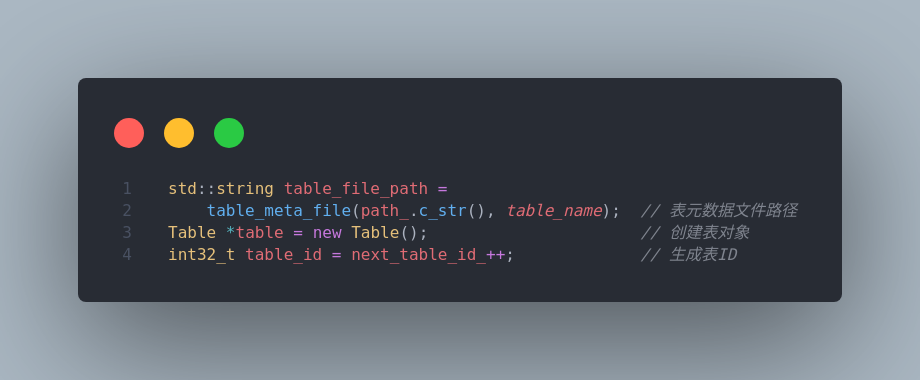 1 std::string table_file_path =
2     table_meta_file(path_.c_str(), table_name);  // 表元数据文件路径
3 Table *table = new Table();                      // 创建表对象
4 int32_t table_id = next_table_id_++;             // 生成表ID